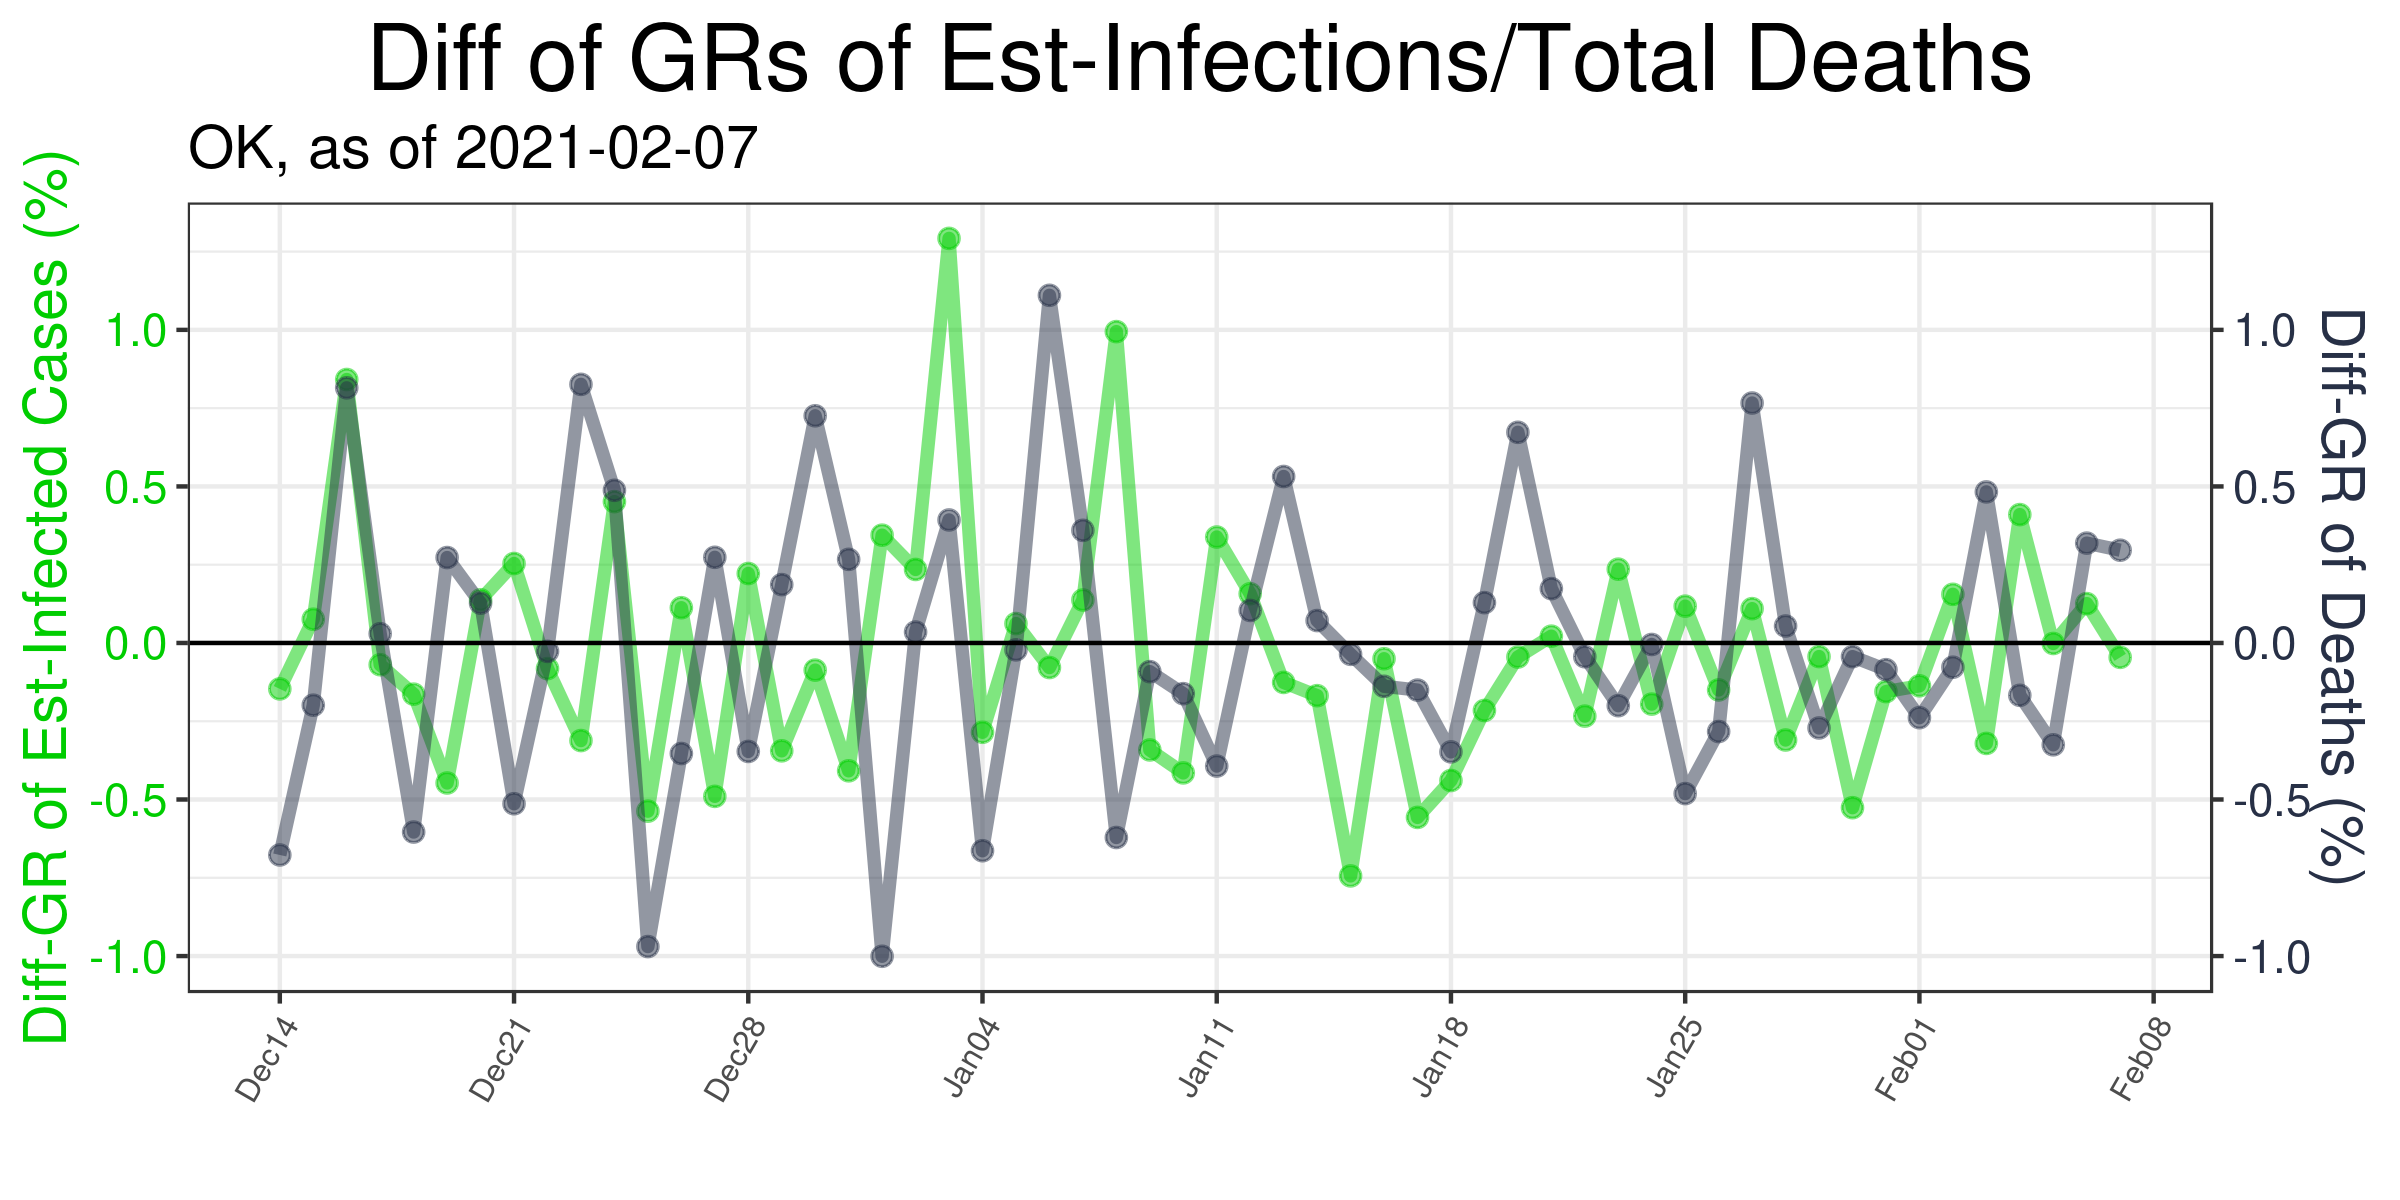 Diff of GRs of Est-Infections/Total Deaths
OK, as of 2021-02-07
Diff-GR of Est-Infected Cases (%)
1.0
0.5
0.0
-0.5
-1.0
1.0
0.5
0.0
-0.5
-1.0
Diff-GR of Deaths (%)
Dec14
Dec21
Dec28
Jan04
Jan11
Jan18
Jan25
Feb01
Feb08